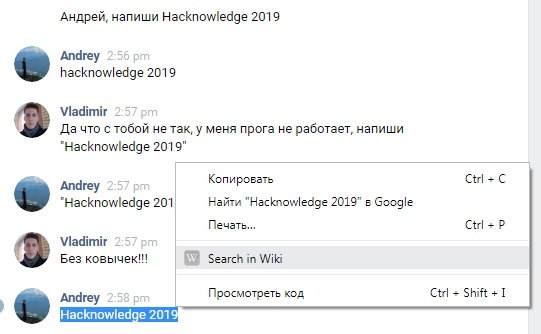 Андрей, напиши Hacknowledge 2019
Andrey 2:56 pm
hacknowledge 2019
Vladimir 2:57 pm
Да что с тобой не так, у меня прога не работает, напиши
"Hacknowledge 2019"
Andrey 2:57
"Hacknowledge 201
Vladimir 2:57 pm
Без ковычек!!!
Andrey 2:58 pm
Hacknowledge 2019
Копировать Ctrl + C
Найти "Hacknowledge 2019" в Google
Печать... Ctrl + P
W Search in Wiki
Просмотреть код Ctrl + Shift + I